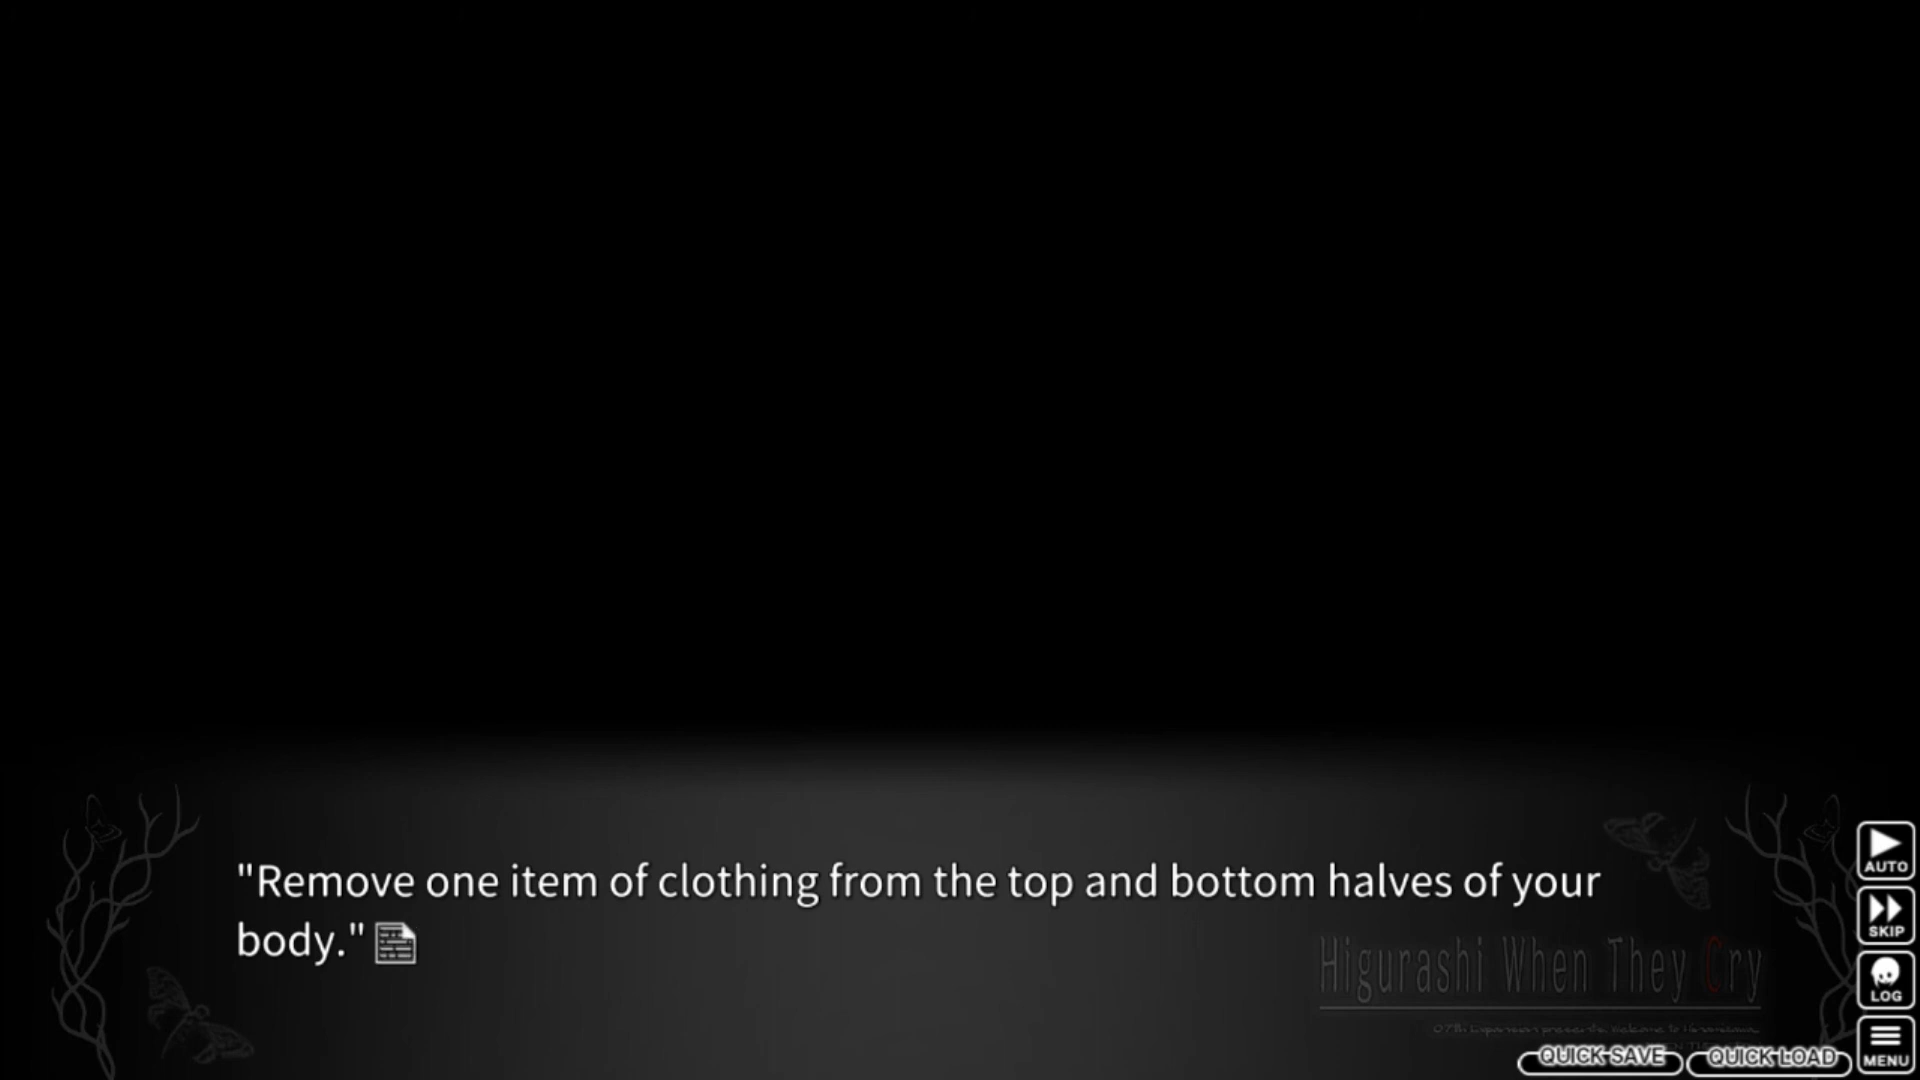 "Remove one item of clothing from the top and bottom halves of your
body."
Higurashi When They Cry
AUTO
SKIP
LOG
MENU
QUICK SAVE
QUICK LOAD